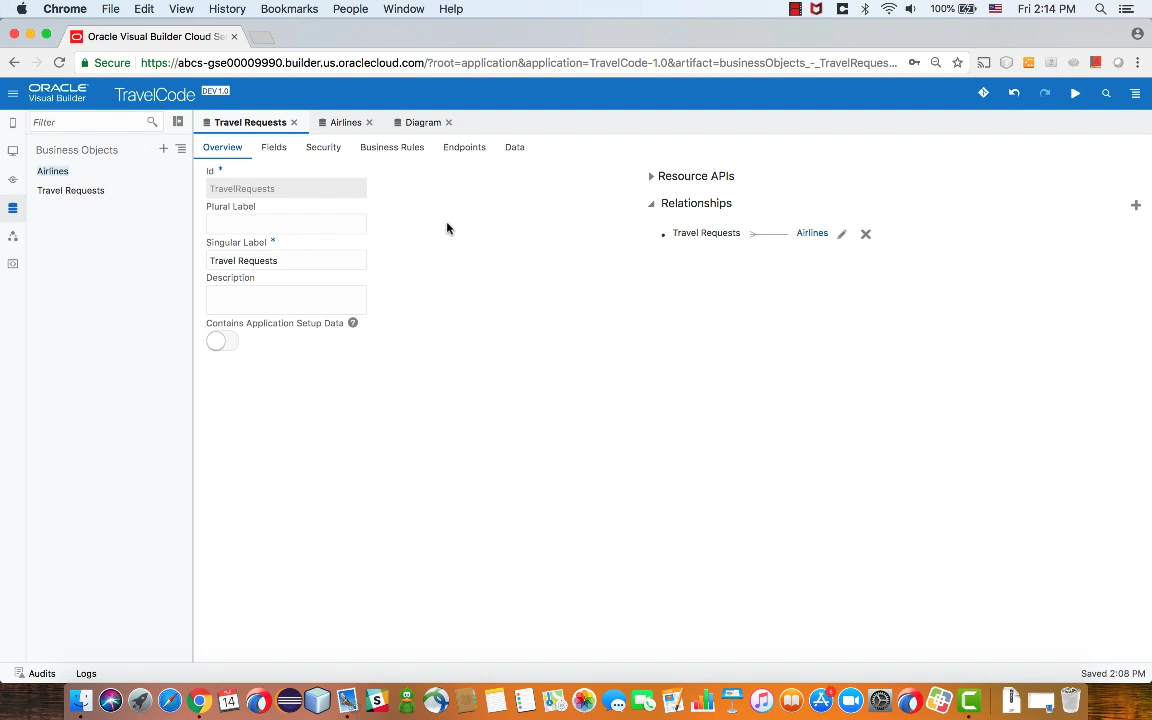 Chrome File Edit View History Bookmarks People Window Help 100% Fri 2:14 PM
Oracle Visual Builder Cloud Se
Secure https://abcs-gse00009990.builder.us.oraclecloud.com/?root=application&application=TravelCode-1.0&artifact=businessObjects_-_TravelReques...
ORACLE
Visual Builder
TravelCode DEV 1.0
Filter
Travel Requests Airlines Diagram
Business Objects
Airlines
Travel Requests
Overview Fields Security Business Rules Endpoints Data
Id *
TravelRequests
Plural Label
Singular Label *
Travel Requests
Description
Contains Application Setup Data ?
Resource APIs
Relationships
Travel Requests Airlines
Audits Logs Saved 2:08 PM